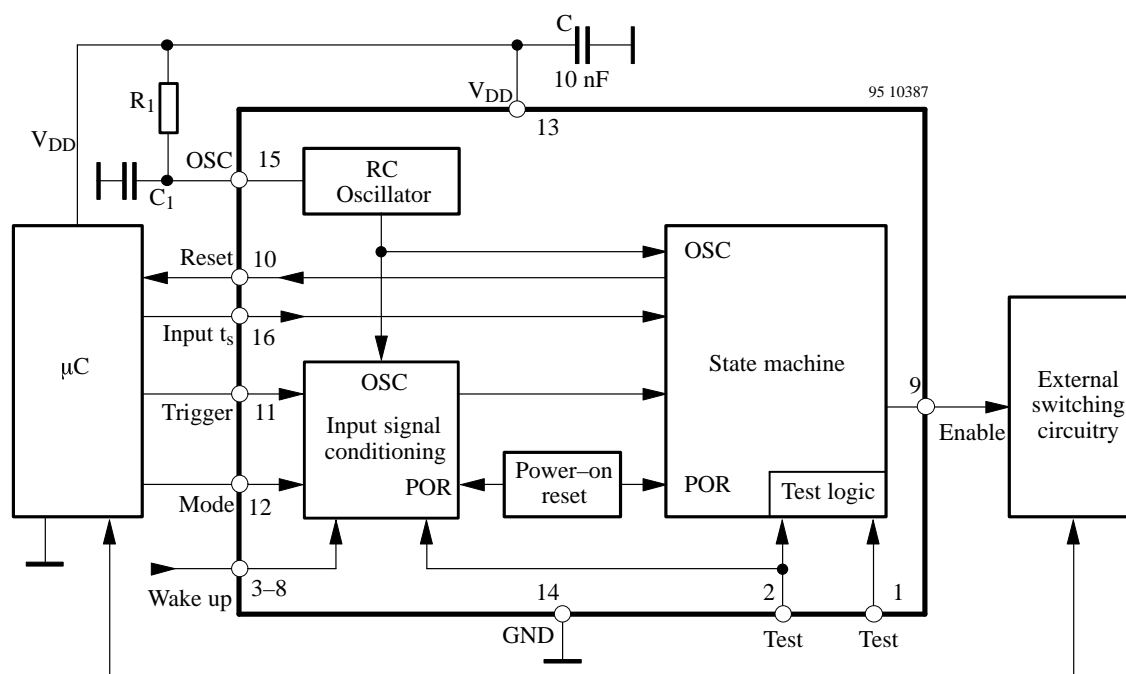 C
10 nF
95 10387
VDD
13
R1
VDD
OSC
15
RC
Oscillator
C1
Reset
10
OSC
Input ts
16
μC
OSC
State machine
9
External
switching
circuitry
Trigger
11
Input signal
conditioning
Enable
Power–on
reset
POR
POR
Test logic
Mode
12
Wake up
3–8
14
2
1
GND
Test
Test